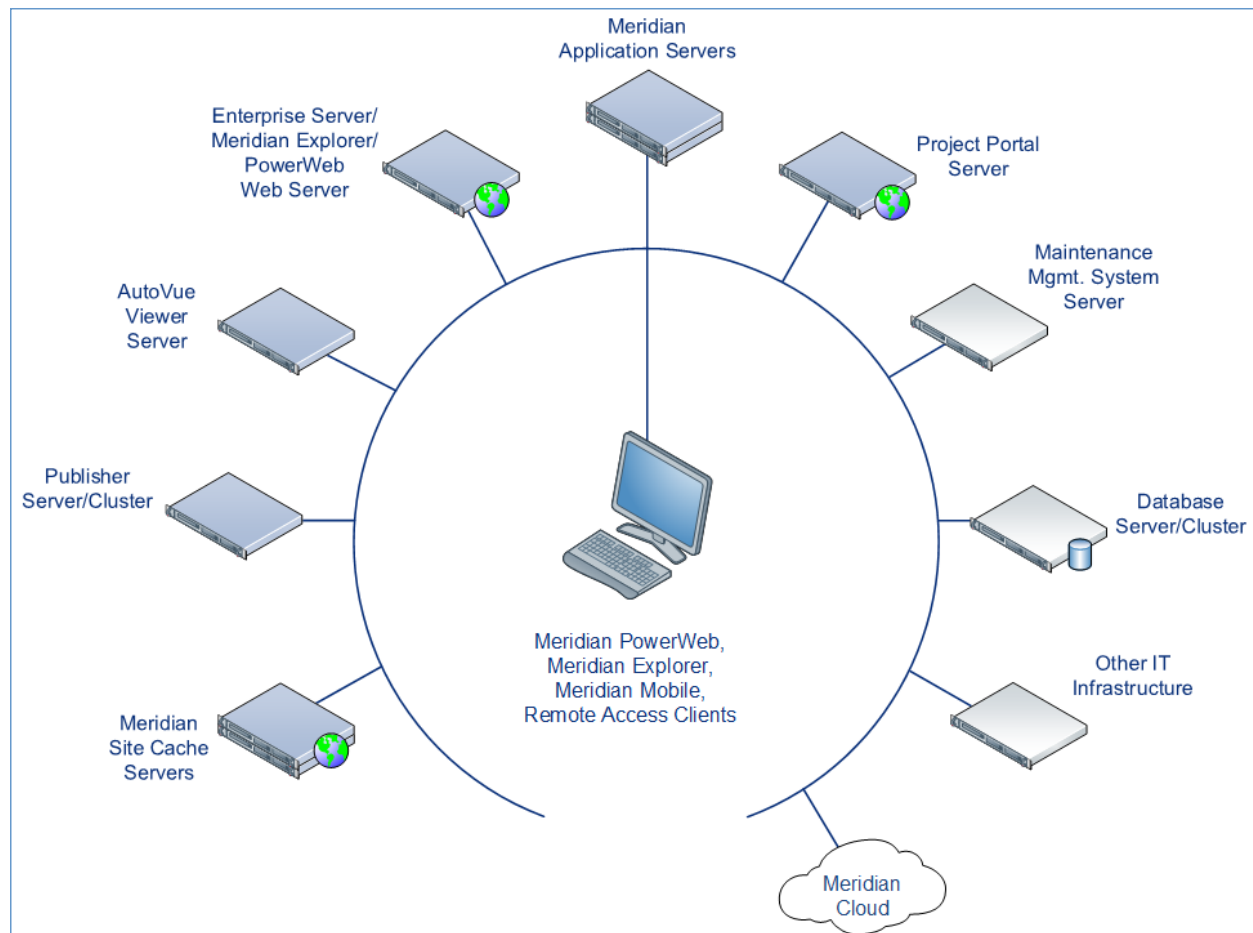 Meridian
Application Servers
Enterprise Server/
Meridian Explorer/
PowerWeb
Web Server
Project Portal
Server
Maintenance
Mgmt. System
Server
AutoVue
Viewer
Server
Publisher
Server/Cluster
Database
Server/Cluster
Meridian PowerWeb,
Meridian Explorer,
Meridian Mobile,
Remote Access Clients
Other IT
Infrastructure
Meridian
Site Cache
Servers
Meridian
Cloud